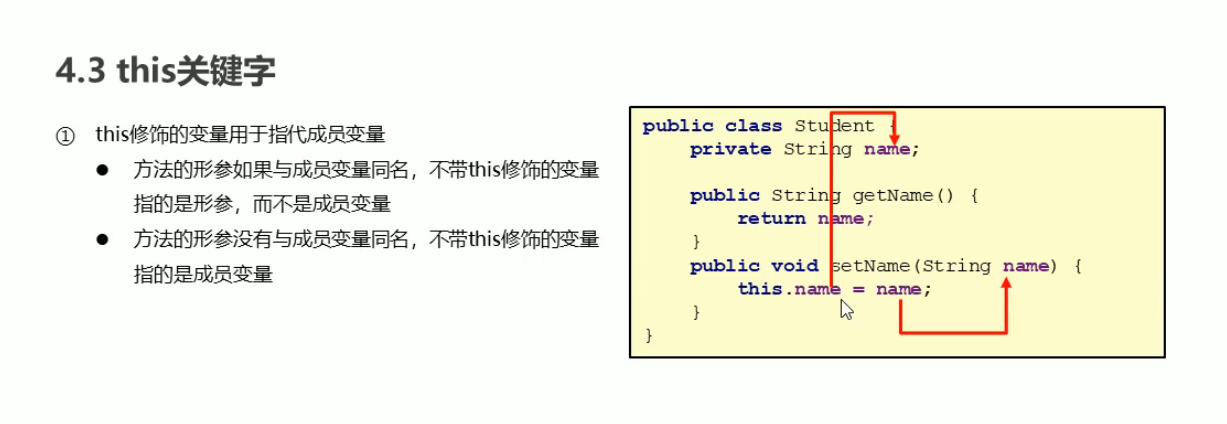 4.3 this关键字
① this修饰的变量用于指代成员变量
● 方法的形参如果与成员变量同名，不带this修饰的变量
指的是形参，而不是成员变量
● 方法的形参没有与成员变量同名，不带this修饰的变量
指的是成员变量
public class Student {
private String name;
public String getName() {
return name;
}
public void setName(String name) {
this.name = name;
}
}